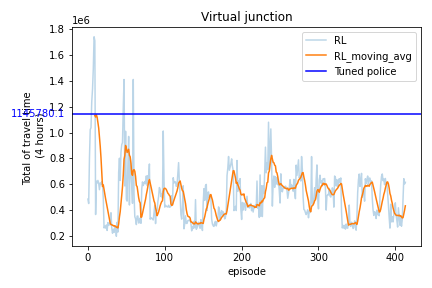 Virtual junction
1e6
1.8
1.6
1.4
1.2
1.0
0.8
0.6
0.4
0.2
Total of travel time
(4 hours)
1145780.1
RL
RL_moving_avg
Tuned police
0
100
200
300
400
episode